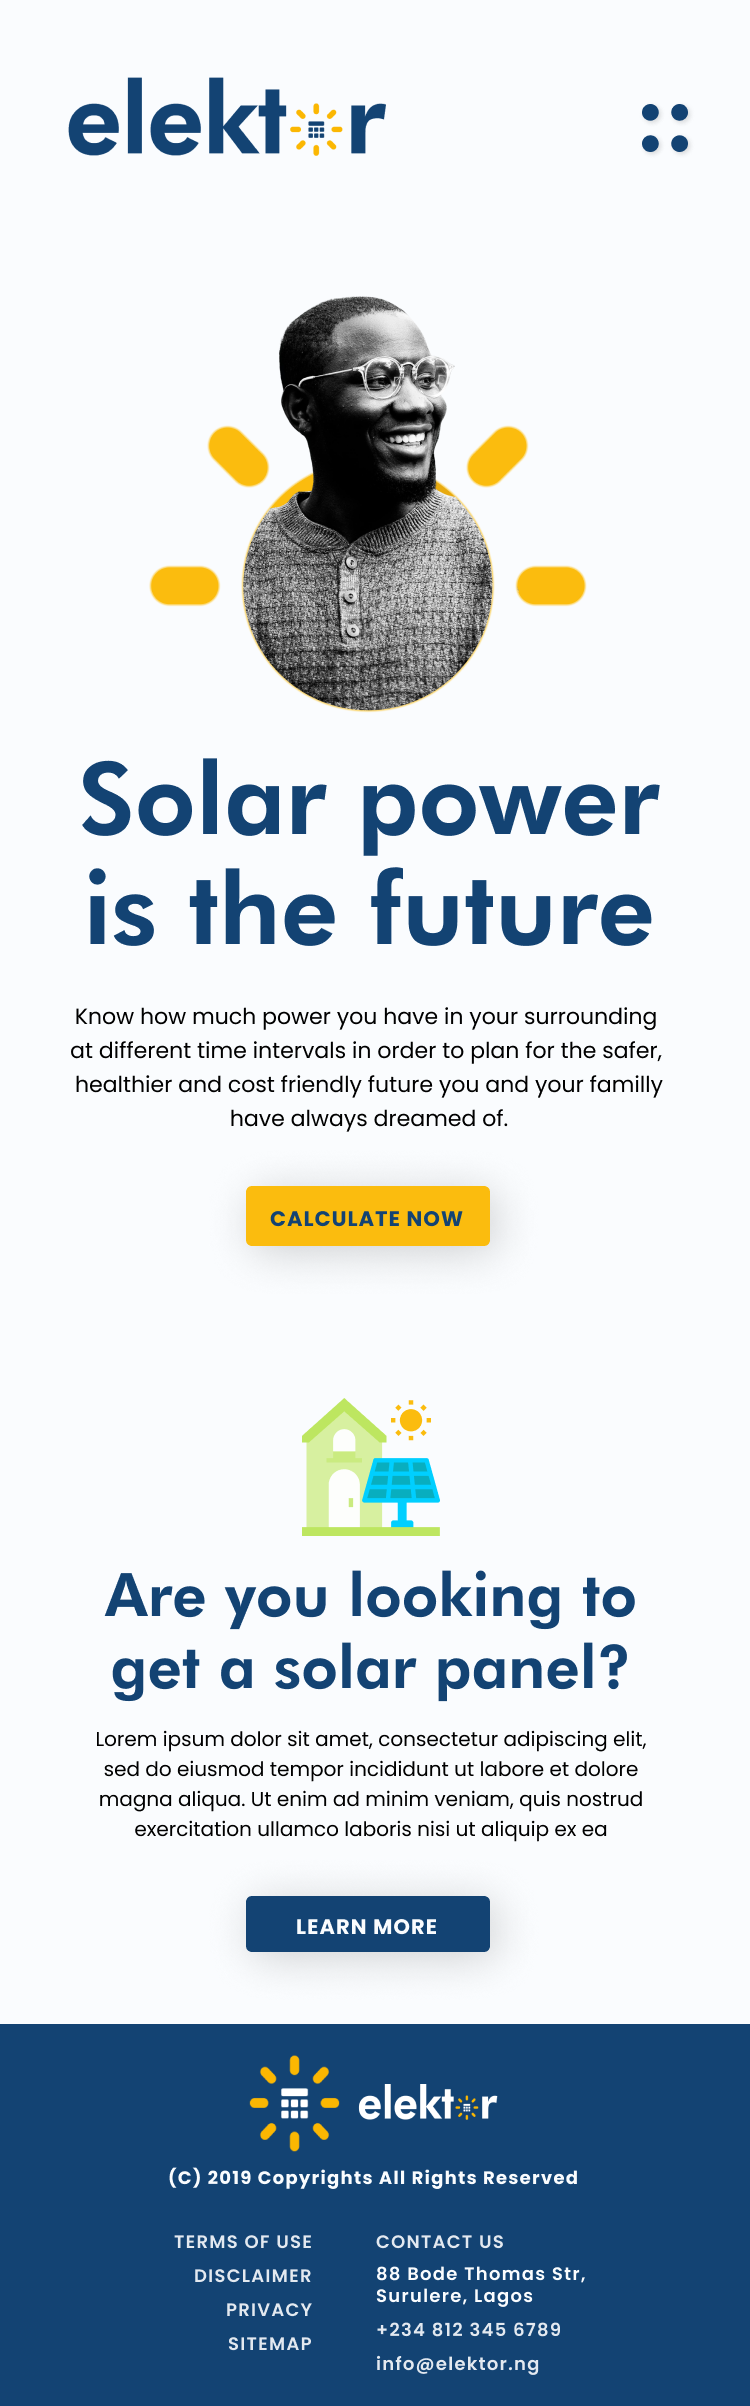 elektor
Solar power
is the future
Know how much power you have in your surrounding
at different time intervals in order to plan for the safer,
healthier and cost friendly future you and your familly
have always dreamed of.
CALCULATE NOW
Are you looking to
get a solar panel?
Lorem ipsum dolor sit amet, consectetur adipiscing elit,
sed do eiusmod tempor incididunt ut labore et dolore
magna aliqua. Ut enim ad minim veniam, quis nostrud
exercitation ullamco laboris nisi ut aliquip ex ea
LEARN MORE
elektor
(C) 2019 Copyrights All Rights Reserved
TERMS OF USE
DISCLAIMER
PRIVACY
SITEMAP
CONTACT US
88 Bode Thomas Str,
Surulere, Lagos
+234 812 345 6789
info@elektor.ng